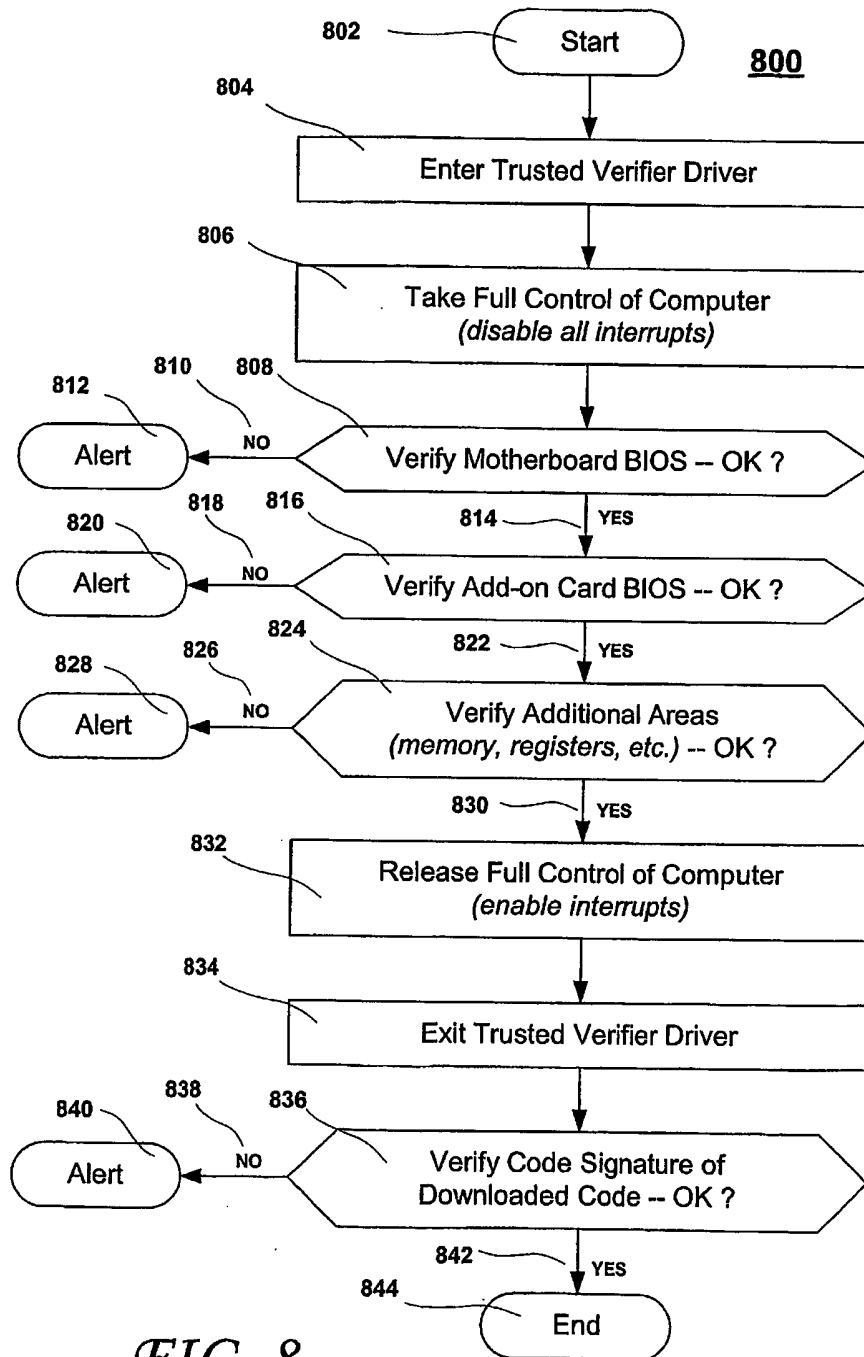 802
Start
800
804
Enter Trusted Verifier Driver
806
Take Full Control of Computer
(disable all interrupts)
812
810
808
Alert
NO
Verify Motherboard BIOS -- OK ?
814
YES
820
818
816
Alert
NO
Verify Add-on Card BIOS -- OK ?
822
YES
824
828
826
Alert
NO
Verify Additional Areas
(memory, registers, etc.) -- OK ?
830
YES
832
Release Full Control of Computer
(enable interrupts)
834
Exit Trusted Verifier Driver
840
838
836
Alert
NO
Verify Code Signature of
Downloaded Code -- OK ?
842
YES
844
End
FIG. 8